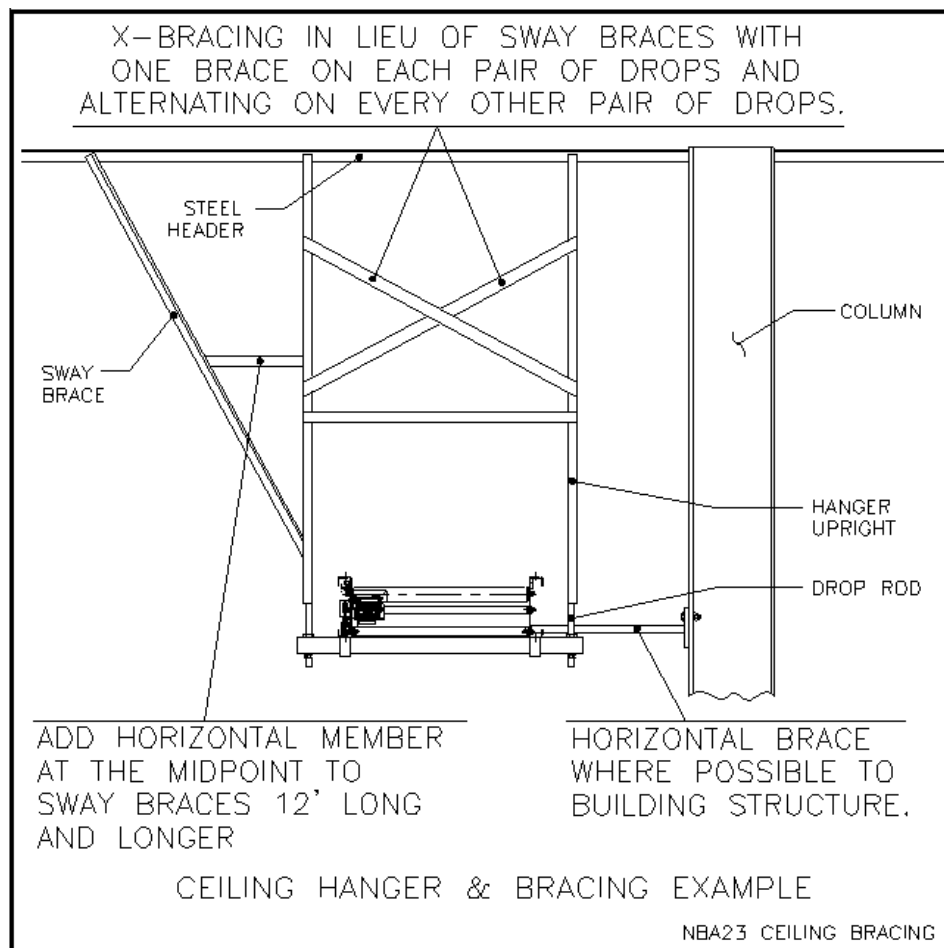 X-BRACING IN LIEU OF SWAY BRACES WITH
ONE BRACE ON EACH PAIR OF DROPS AND
ALTERNATING ON EVERY OTHER PAIR OF DROPS.
STEEL
HEADER
COLUMN
SWAY
BRACE
HANGER
UPRIGHT
DROP ROD
ADD HORIZONTAL MEMBER
AT THE MIDPOINT TO
SWAY BRACES 12' LONG
AND LONGER
HORIZONTAL BRACE
WHERE POSSIBLE TO
BUILDING STRUCTURE.
CEILING HANGER & BRACING EXAMPLE
NBA23 CEILING BRACING